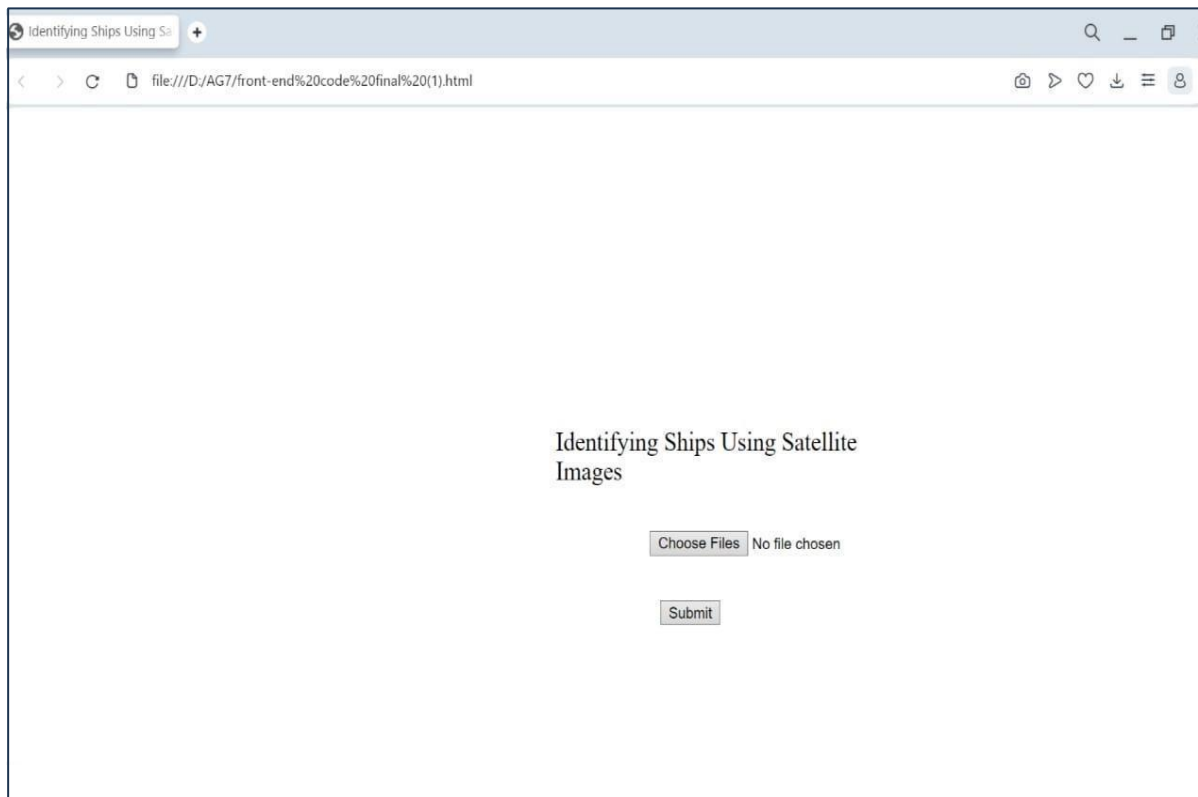 Identifying Ships Using Sa
file:///D:/AG7/front-end%20code%20final%20(1).html
Identifying Ships Using Satellite
Images
Choose Files No file chosen
Submit